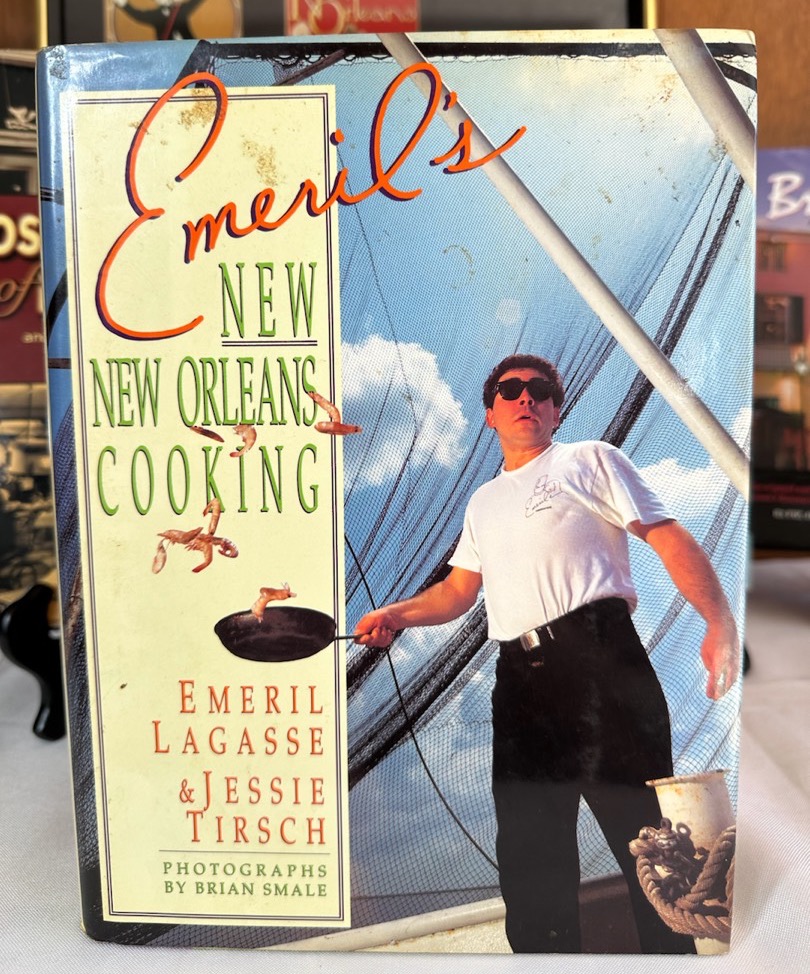 Emeril's
NEW
NEW ORLEANS
COOKING
EMERIL
LAGASSE
& JESSIE
TIRSCH
PHOTOGRAPHS
BY BRIAN SMALE